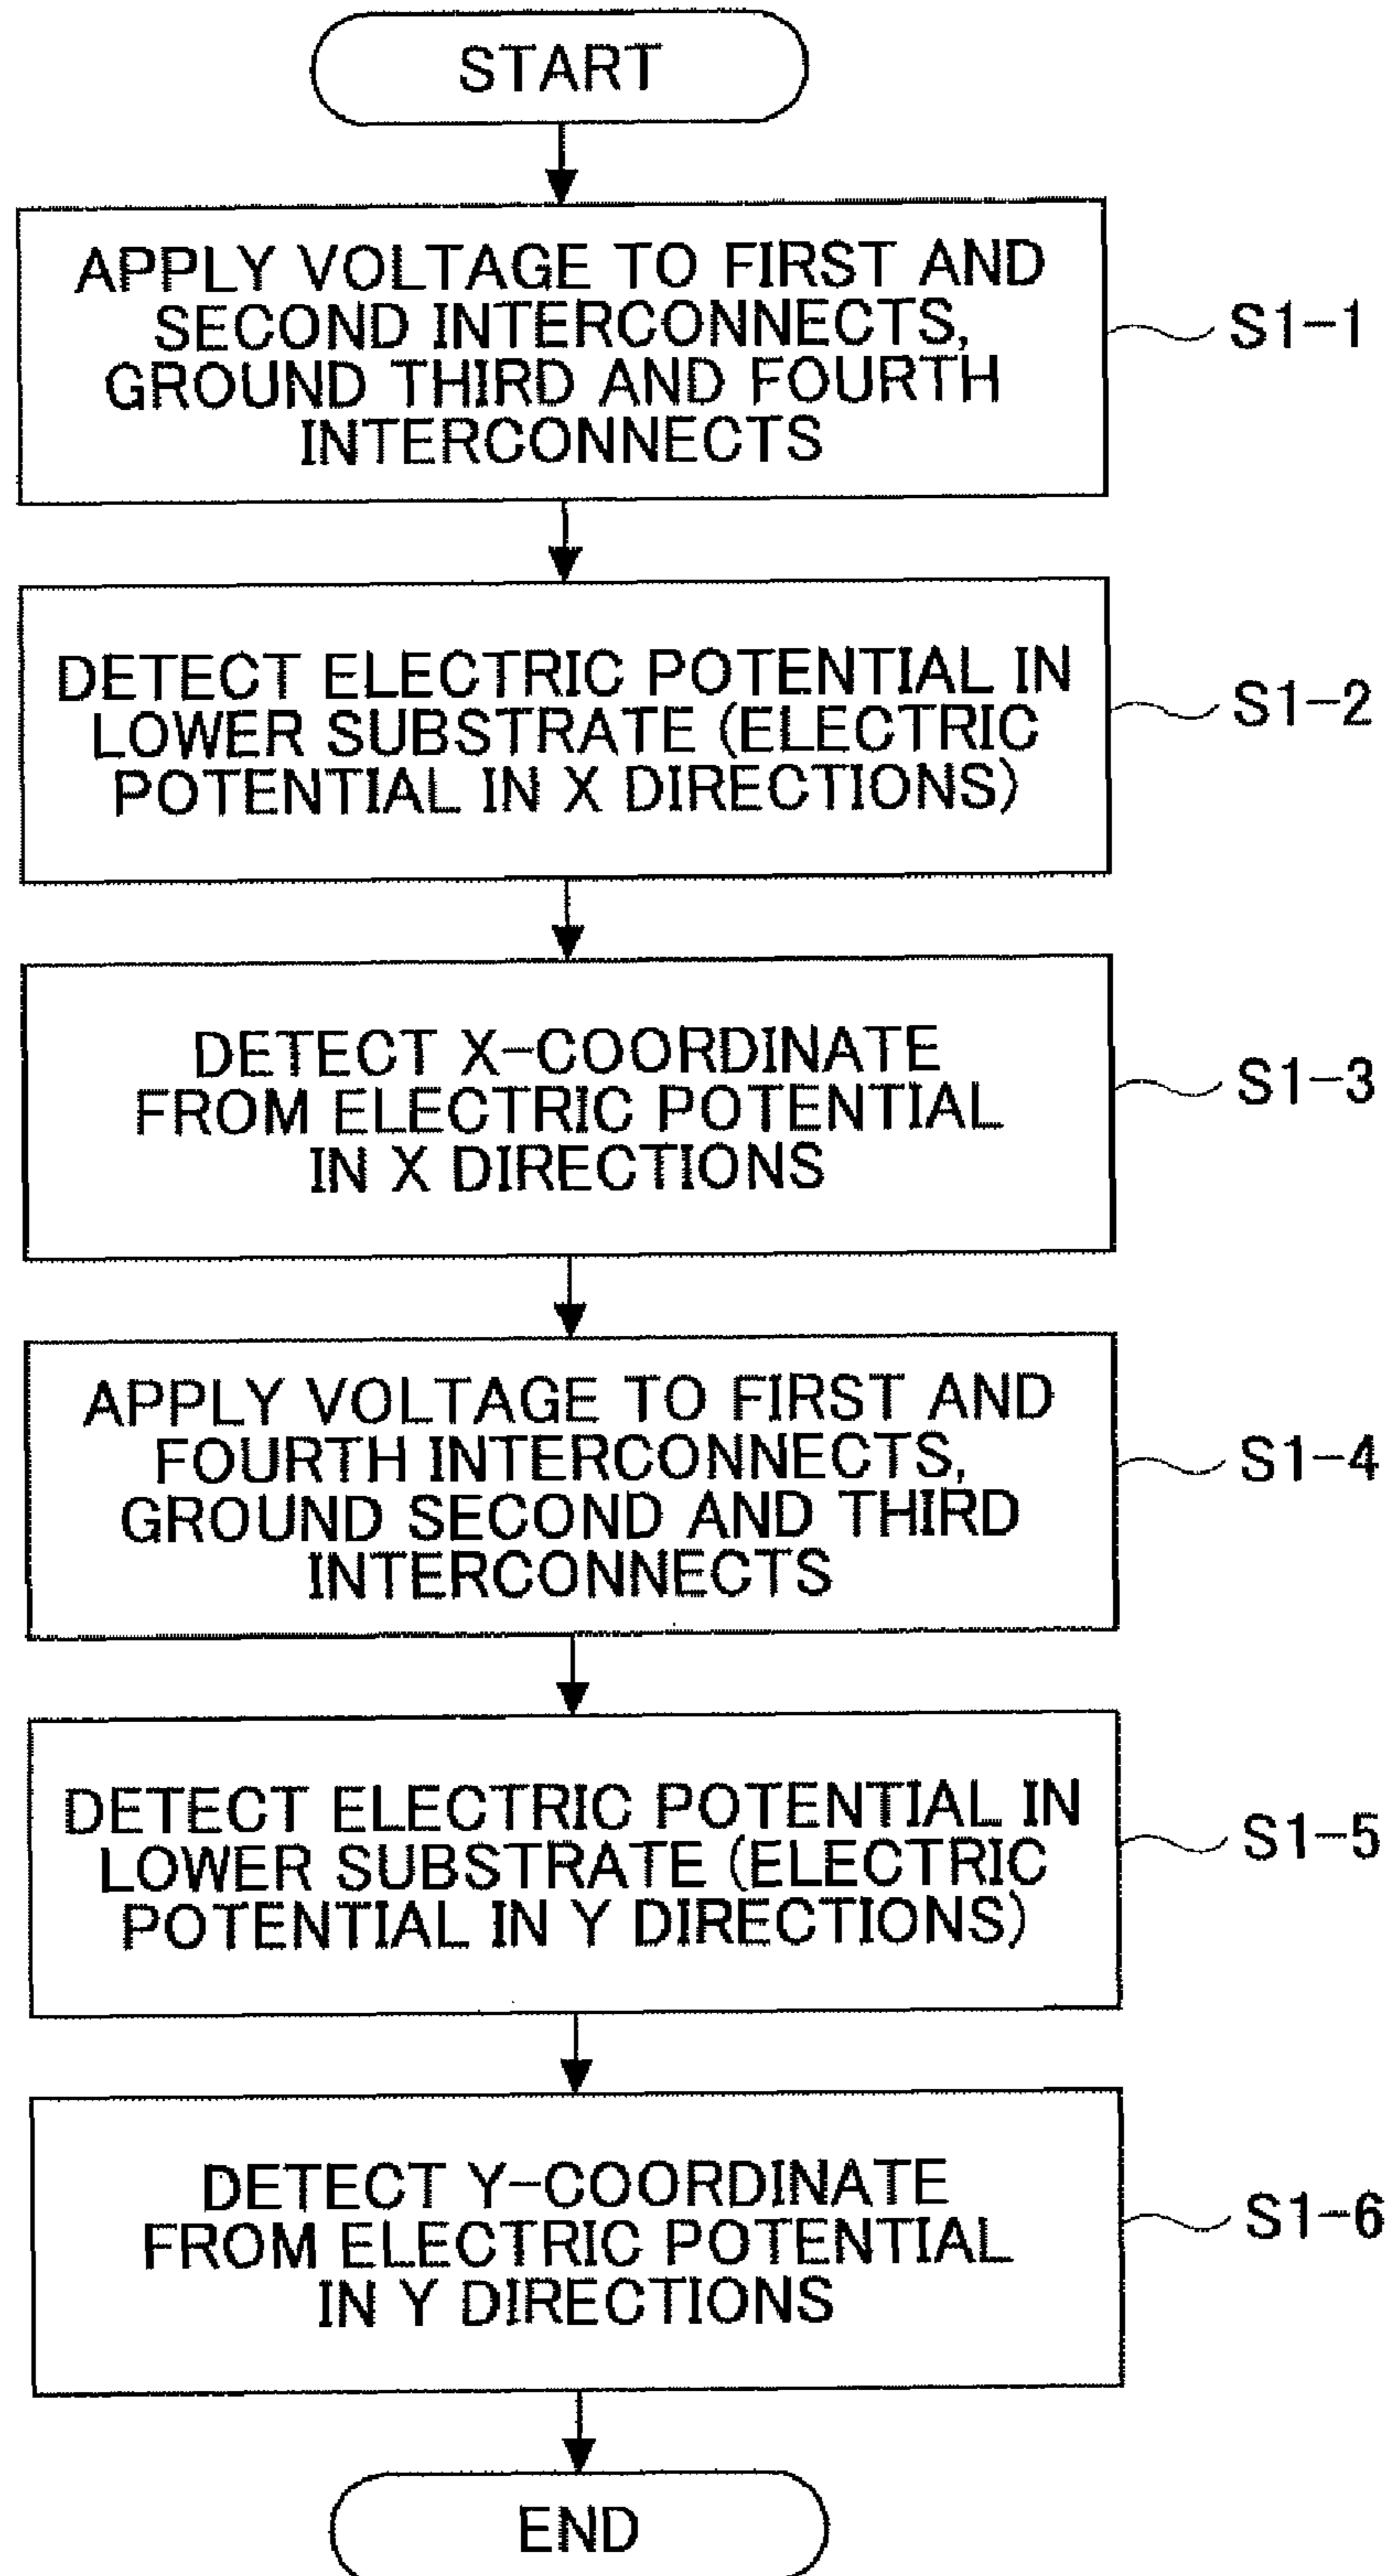 START
APPLY VOLTAGE TO FIRST AND
SECOND INTERCONNECTS,
GROUND THIRD AND FOURTH
INTERCONNECTS
S1-1
DETECT ELECTRIC POTENTIAL IN
LOWER SUBSTRATE (ELECTRIC
POTENTIAL IN X DIRECTIONS)
S1-2
DETECT X-COORDINATE
FROM ELECTRIC POTENTIAL
IN X DIRECTIONS
S1-3
APPLY VOLTAGE TO FIRST AND
FOURTH INTERCONNECTS,
GROUND SECOND AND THIRD
INTERCONNECTS
S1-4
DETECT ELECTRIC POTENTIAL IN
LOWER SUBSTRATE (ELECTRIC
POTENTIAL IN Y DIRECTIONS)
S1-5
DETECT Y-COORDINATE
FROM ELECTRIC POTENTIAL
IN Y DIRECTIONS
S1-6
END